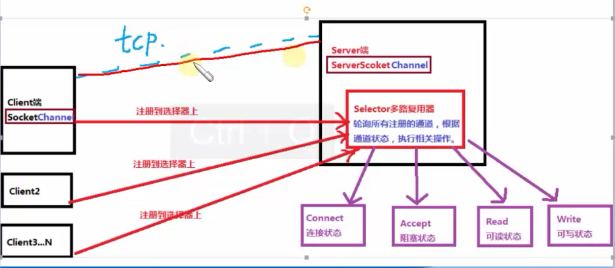 tcp.
Server端
ServerScoketChannel
Client端
SocketChannel
注册到选择器上
Selector多路复用器
轮询所有注册的通道，根据
通道状态，执行相关操作。
Ctrl + 
注册到选择器上
Client2
注册到选择器上
Client3...N
Connect
连接状态
Accept
阻塞状态
Read
可读状态
Write
可写状态